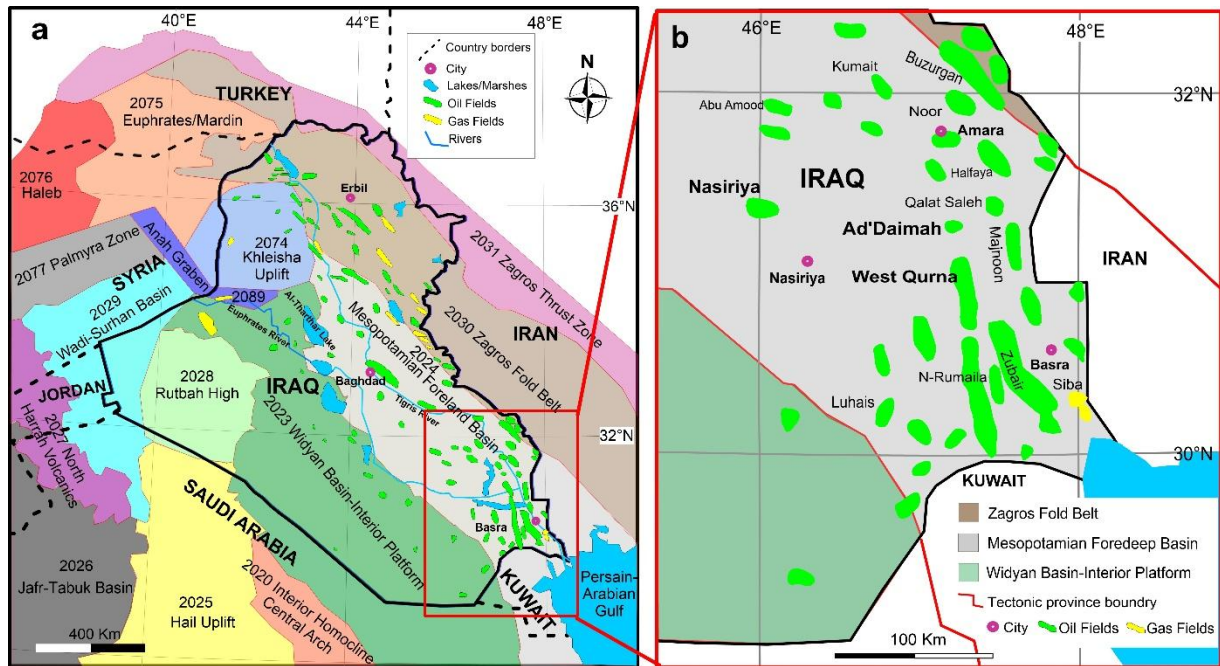 a
40°E
44°E
48°E
Country borders
City
Lakes/Marshes
Oil Fields
Gas Fields
Rivers
N
TURKEY
2075
Euphrates/Mardin
2076
Haleb
Erbil
36°N
2077 Palmyra Zone
Anah Graben
2074
Khleisha
Uplift
2031 Zagros Thrust Zone
SYRIA
2029
Wadi-Surhan Basin
2089
Al-Tharthar Lake
Euphrates River
Mesopotamian Foreland Basin
2024
2030 Zagros Fold Belt
IRAN
JORDAN
2028
Rutbah High
IRAQ
Baghdad
Tigris River
2027 North
Harrah Volcanics
2023 Widyan Basin-Interior Platform
32°N
SAUDI ARABIA
Basra
2026
Jafr-Tabuk Basin
2025
Hail Uplift
2020 Interior Homocline
Central Arch
KUWAIT
Persain-
Arabian
Gulf
400 Km
b
46°E
48°E
Kumait
Buzurgan
32°N
Abu Amood
Noor
Amara
Nasiriya
IRAQ
Halfaya
Qalat Saleh
Ad'Daimah
Majnoon
Nasiriya
West Qurna
IRAN
Basra
N-Rumaila
Zubair
Siba
Luhais
30°N
KUWAIT
Zagros Fold Belt
Mesopotamian Foredeep Basin
Widyan Basin-Interior Platform
Tectonic province boundry
City
Oil Fields
Gas Fields
100 Km